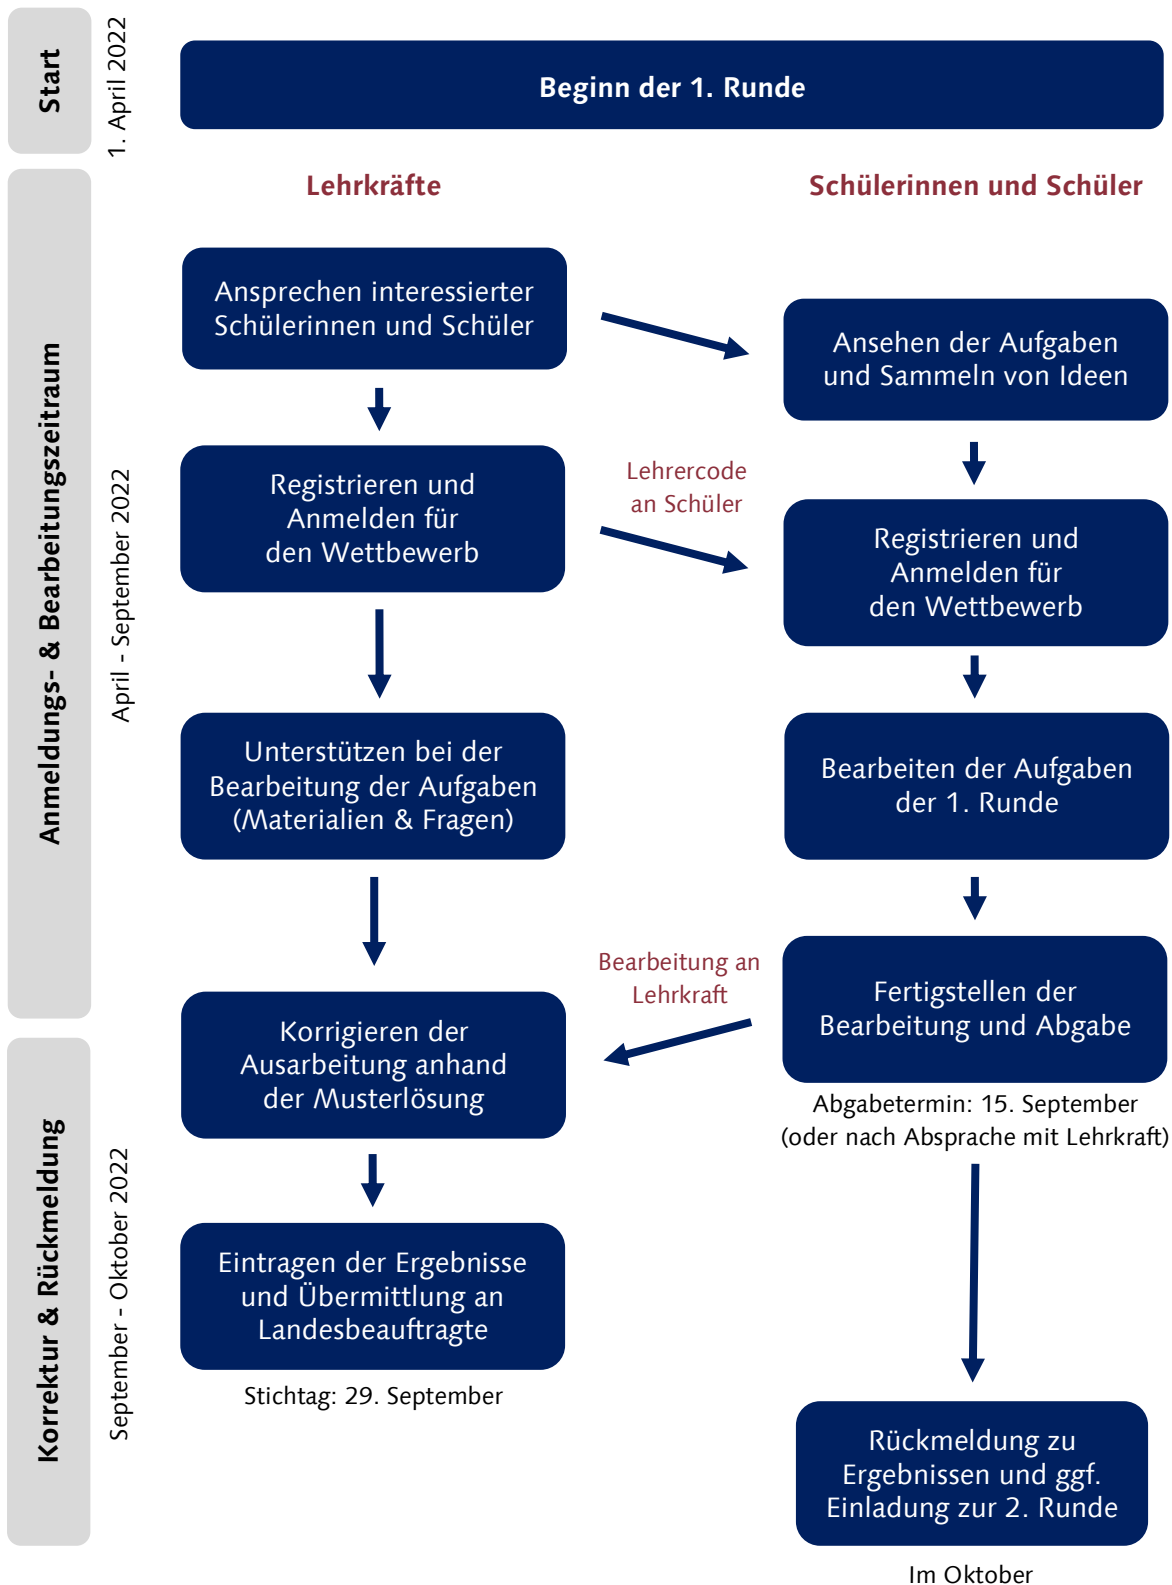 Start
1. April 2022
Beginn der 1. Runde
Lehrkräfte
Schülerinnen und Schüler
Anmeldungs- & Bearbeitungszeitraum
April - September 2022
Ansprechen interessierter
Schülerinnen und Schüler
Ansehen der Aufgaben
und Sammeln von Ideen
Registrieren und
Anmelden für
den Wettbewerb
Lehrercode
an Schüler
Registrieren und
Anmelden für
den Wettbewerb
Unterstützen bei der
Bearbeitung der Aufgaben
(Materialien & Fragen)
Bearbeiten der Aufgaben
der 1. Runde
Bearbeitung an
Lehrkraft
Fertigstellen der
Bearbeitung und Abgabe
Abgabetermin: 15. September
(oder nach Absprache mit Lehrkraft)
Korrektur & Rückmeldung
September - Oktober 2022
Korrigieren der
Ausarbeitung anhand
der Musterlösung
Eintragen der Ergebnisse
und Übermittlung an
Landesbeauftragte
Stichtag: 29. September
Rückmeldung zu
Ergebnissen und ggf.
Einladung zur 2. Runde
Im Oktober